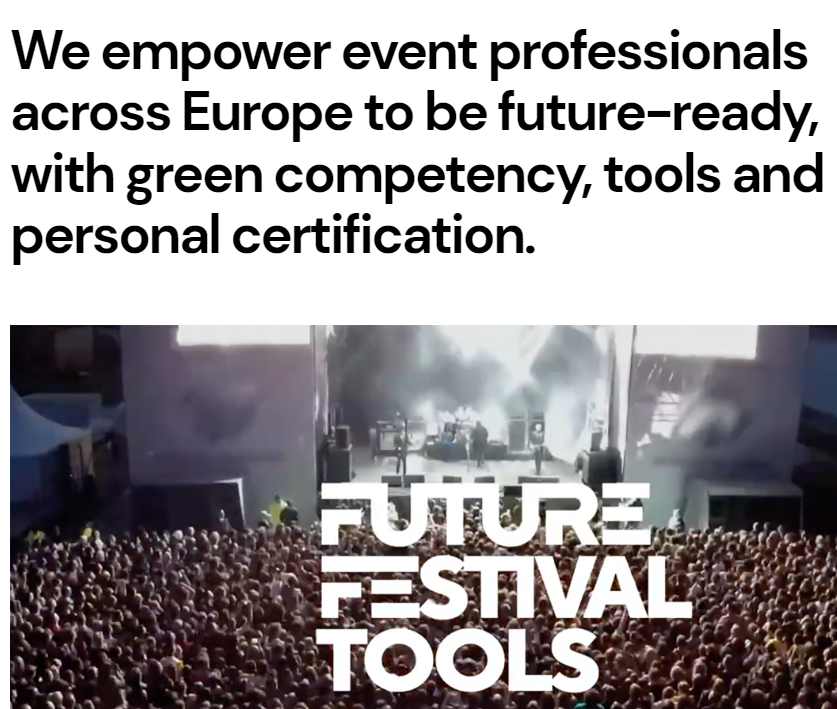 We empower event professionals
across Europe to be future-ready,
with green competency, tools and
personal certification.
FUTURE
FESTIVAL
TOOLS